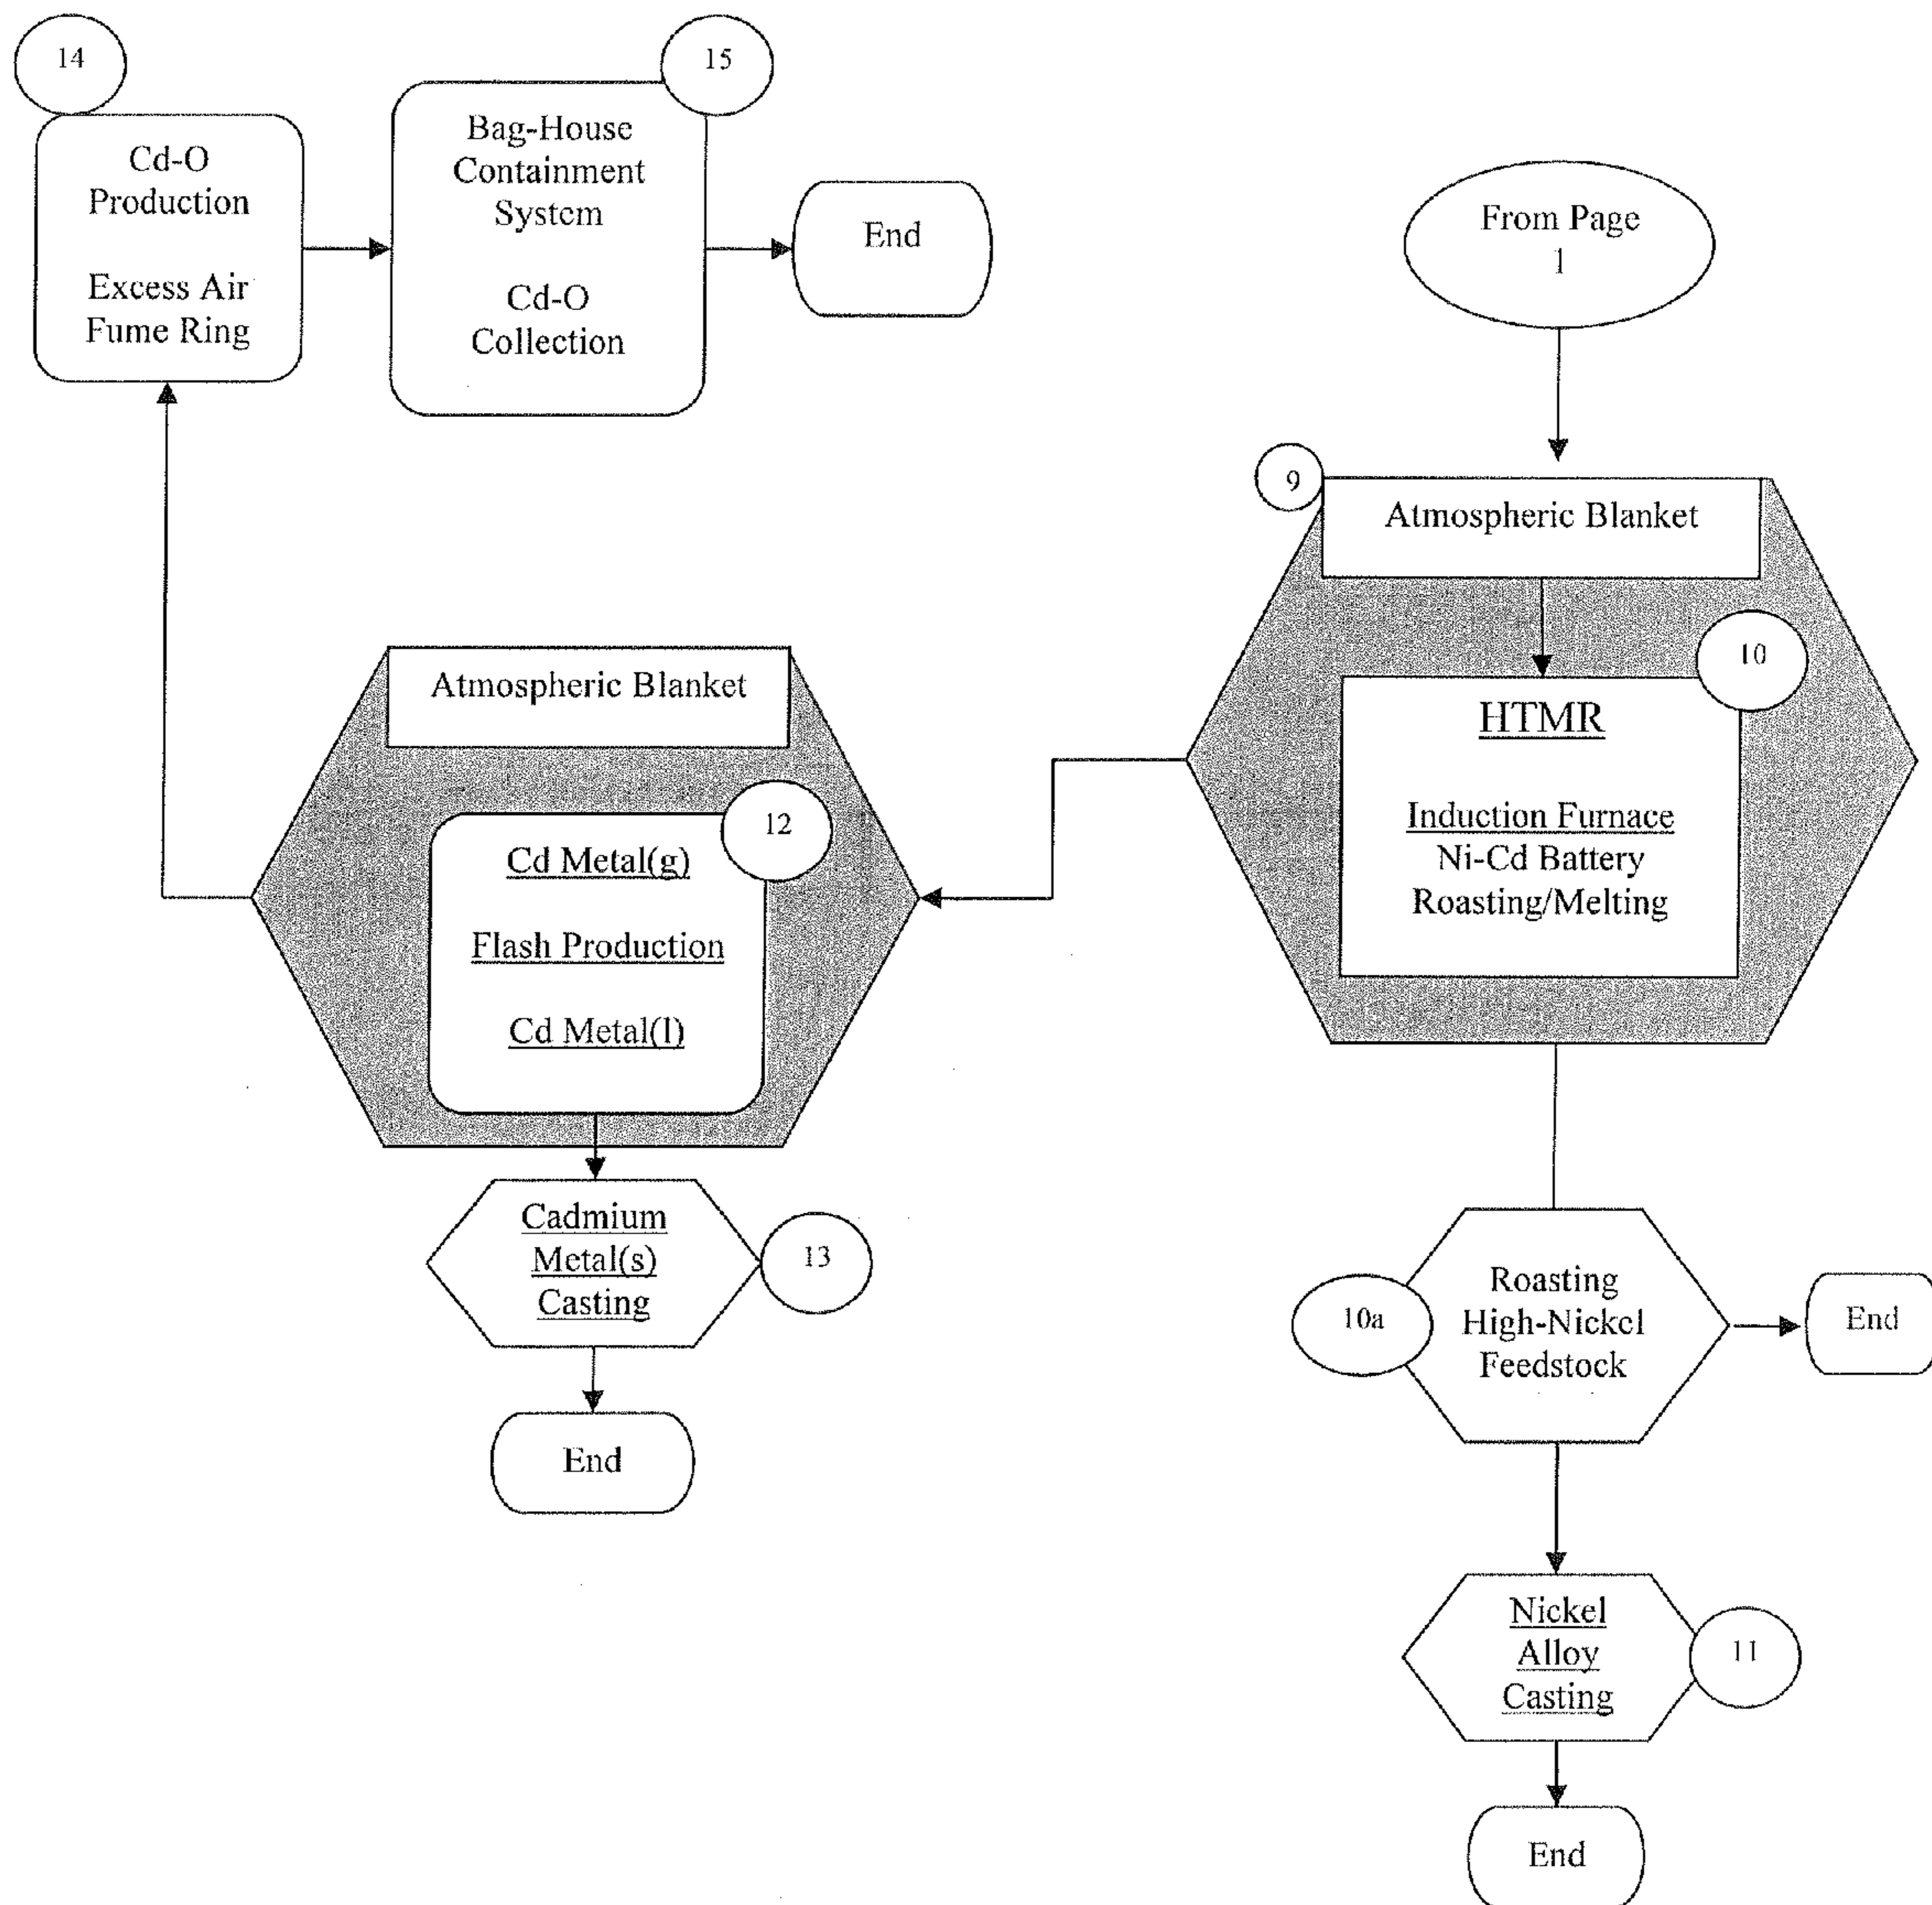 14
Cd-O
Production
Excess Air
Fume Ring
15
Bag-House
Containment
System
Cd-O
Collection
End
From Page
1
9
Atmospheric Blanket
10
HTMR
Induction Furnace
Ni-Cd Battery
Roasting/Melting
Atmospheric Blanket
12
Cd Metal(g)
Flash Production
Cd Metal(l)
Cadmium
Metal(s)
Casting
13
End
10a
Roasting
High-Nickel
Feedstock
End
Nickel
Alloy
Casting
11
End